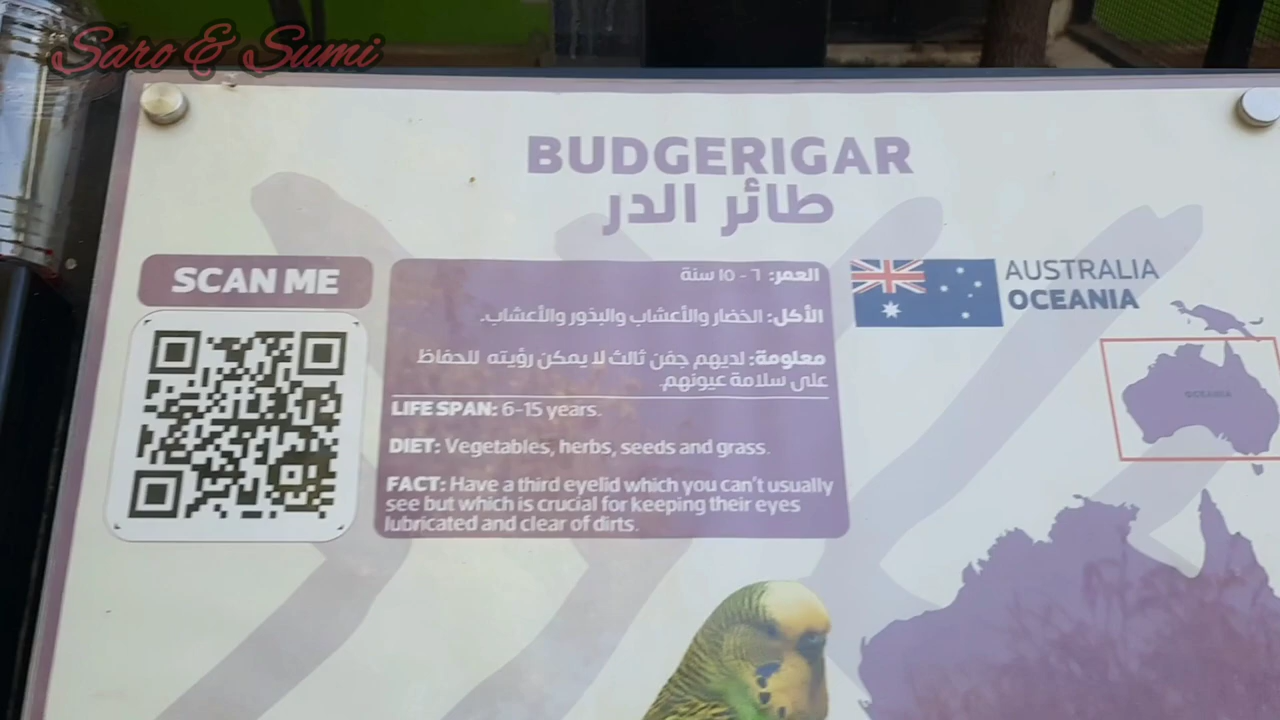 Saro & Sumi
BUDGERIGAR
طائر الدر
SCAN ME
العمر: ٦ - ١٥ سنة
الأكل: الخضار والأعشاب والبذور والأعشاب.
معلومة: لديهم جفن ثالث لا يمكن رؤيته للحفاظ
على سلامة عيونهم.
LIFE SPAN: 6-15 years.
DIET: Vegetables, herbs, seeds and grass.
FACT: Have a third eyelid which you can't usually
see but which is crucial for keeping their eyes
lubricated and clear of dirts.
AUSTRALIA
OCEANIA
OCEANIA